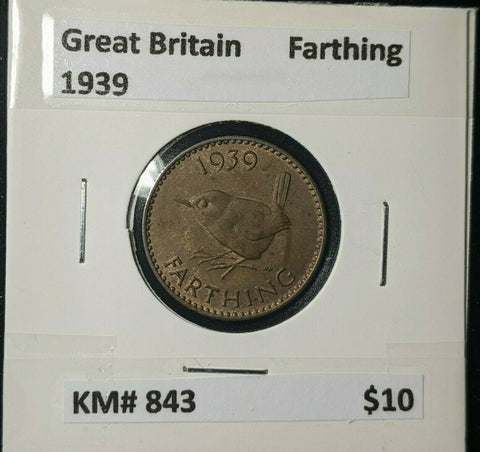 Great Britain Farthing
1939
1939
FARTHING
KM# 843 $10